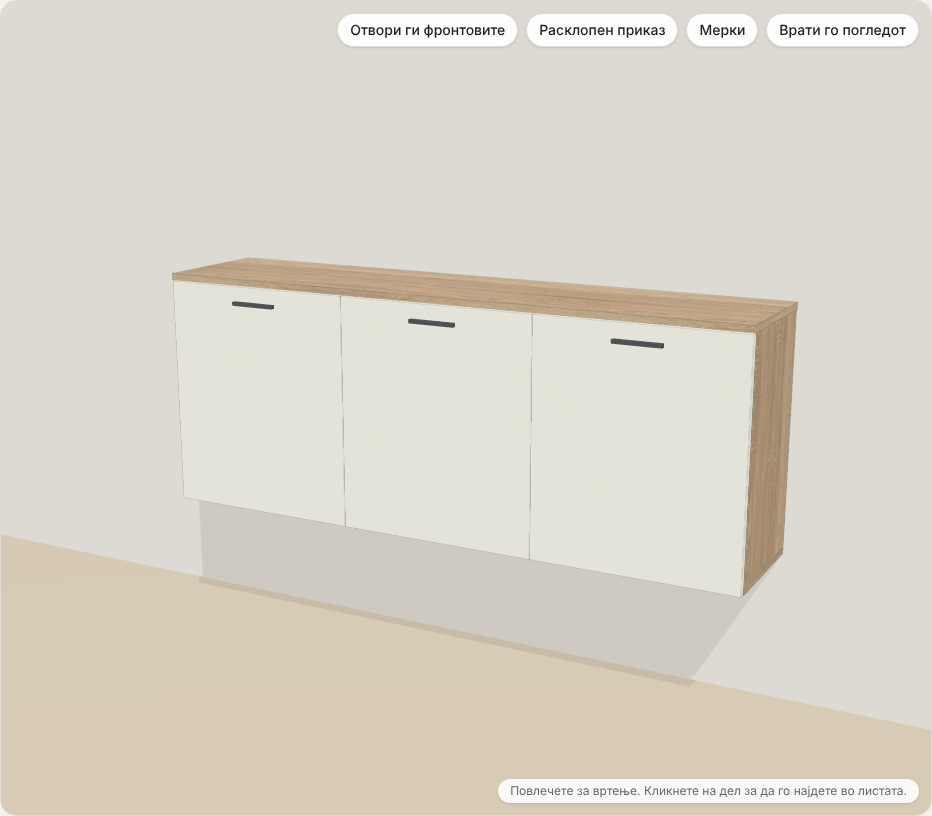 Отвори ги фронтовите
Расклопен приказ
Мерки
Врати го погледот
Повлечете за вртење. Кликнете на дел за да го најдете во листата.